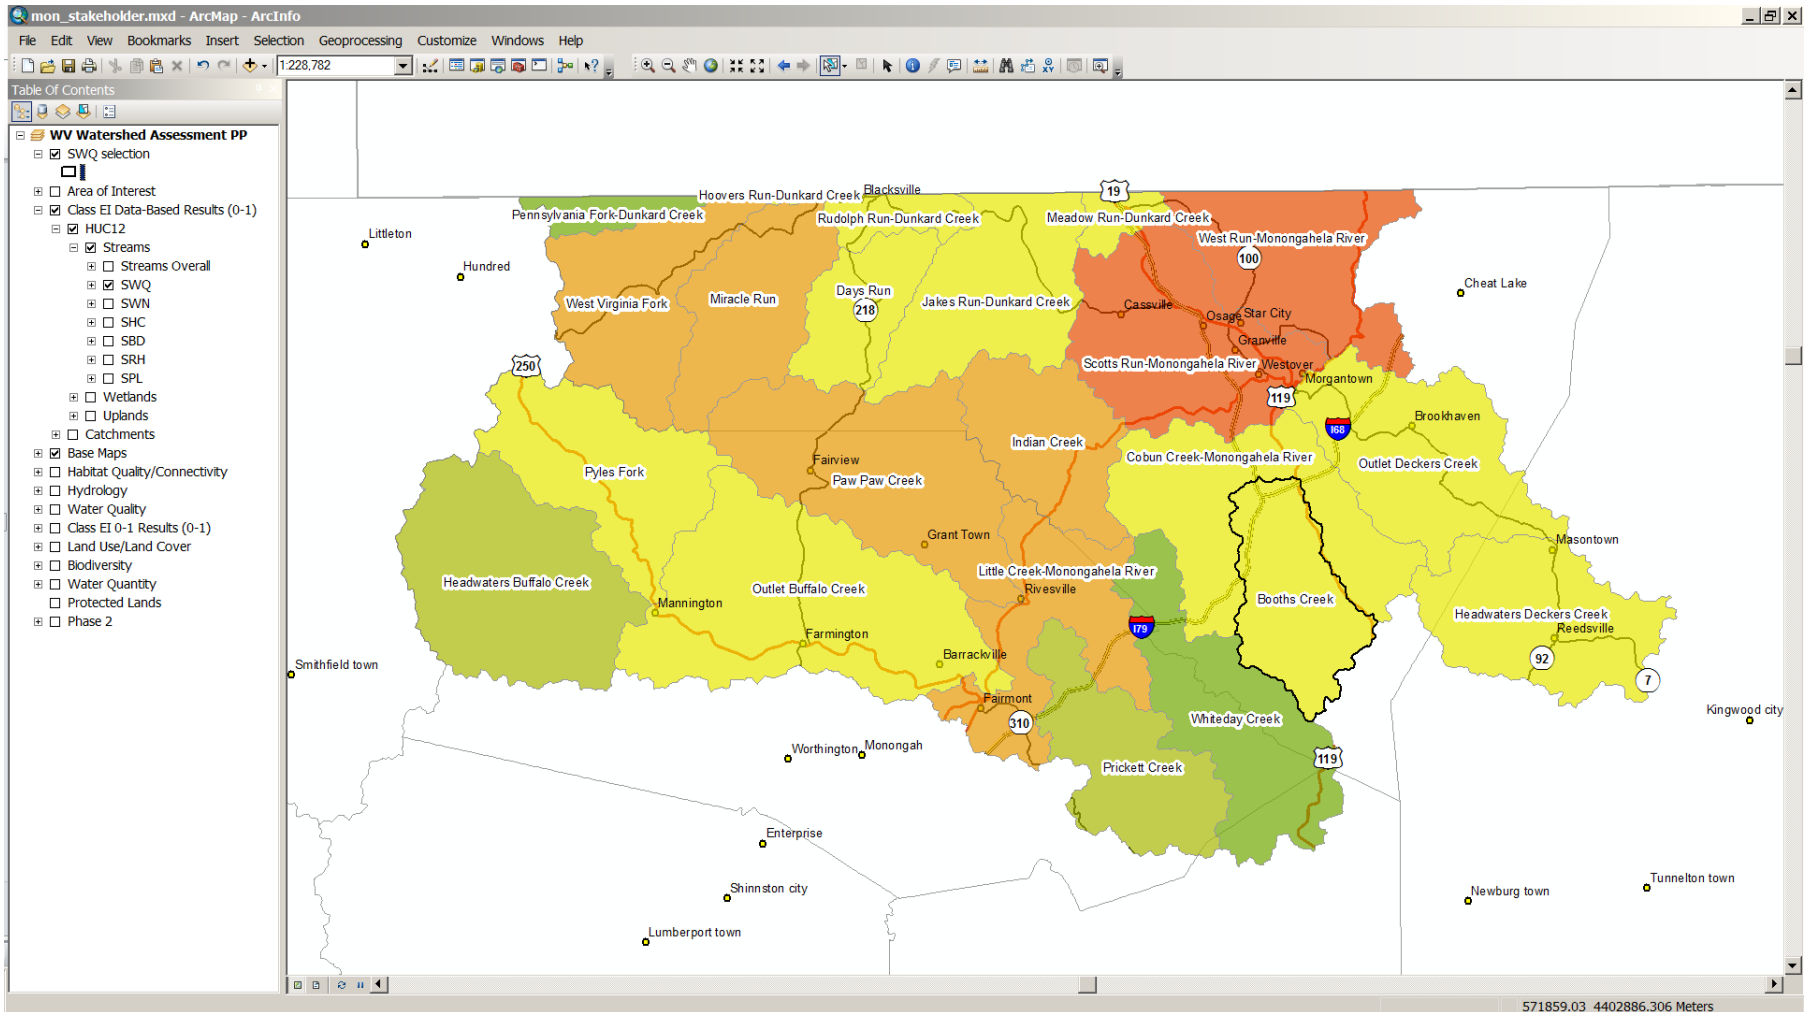 mon_stakeholder.mxd - ArcMap - ArcInfo
File Edit View Bookmarks Insert Selection Geoprocessing Customize Windows Help
1:228,782
Table Of Contents
WV Watershed Assessment PP
SWQ selection
Area of Interest
Class EI Data-Based Results (0-1)
HUC12
Streams
Streams Overall
SWQ
SWN
SHC
SBD
SRH
SPL
Wetlands
Uplands
Catchments
Base Maps
Habitat Quality/Connectivity
Hydrology
Water Quality
Class EI 0-1 Results (0-1)
Land Use/Land Cover
Biodiversity
Water Quantity
Protected Lands
Phase 2
Hoovers Run-Dunkard Creek
Blacksville
19
Pennsylvania Fork-Dunkard Creek
Rudolph Run-Dunkard Creek
Meadow Run-Dunkard Creek
Littleton
West Run-Monongahela River
100
Hundred
Cheat Lake
Days Run
West Virginia Fork
Miracle Run
218
Jakes Run-Dunkard Creek
Cassville
Osage
Star City
Granville
250
Scotts Run-Monongahela River
Westover
Morgantown
119
Brookhaven
168
Indian Creek
Cobun Creek-Monongahela River
Outlet Deckers Creek
Fairview
Pyles Fork
Paw Paw Creek
Grant Town
Masontown
Headwaters Buffalo Creek
Little Creek-Monongahela River
Outlet Buffalo Creek
Rivesville
Booths Creek
Mannington
Headwaters Deckers Creek
Reedsville
179
Farmington
Barrackville
92
Smithfield town
7
Fairmont
310
Whiteday Creek
Kingwood city
Worthington
Monongah
119
Prickett Creek
Enterprise
Shinnston city
Tunnelton town
Newburg town
Lumberport town
571859.03 4402886.306 Meters